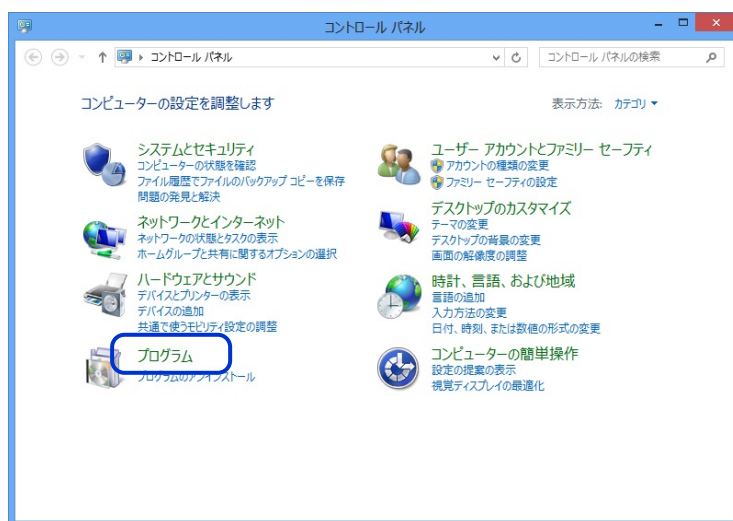 コントロール パネル
コントロール パネル
コントロール パネルの検索
コンピューターの設定を調整します
表示方法: カテゴリ
システムとセキュリティ
コンピューターの状態を確認
ファイル履歴でファイルのバックアップ コピーを保存
問題の発見と解決
ネットワークとインターネット
ネットワークの状態とタスクの表示
ホームグループと共有に関するオプションの選択
ハードウェアとサウンド
デバイスとプリンターの表示
デバイスの追加
共通で使うモビリティ設定の調整
プログラム
プログラムのアンインストール
ユーザー アカウントとファミリー セーフティ
アカウントの種類の変更
ファミリー セーフティの設定
デスクトップのカスタマイズ
テーマの変更
デスクトップの背景の変更
画面の解像度の調整
時計、言語、および地域
言語の追加
入力方法の変更
日付、時刻、または数値の形式の変更
コンピューターの簡単操作
設定の提案の表示
視覚ディスプレイの最適化